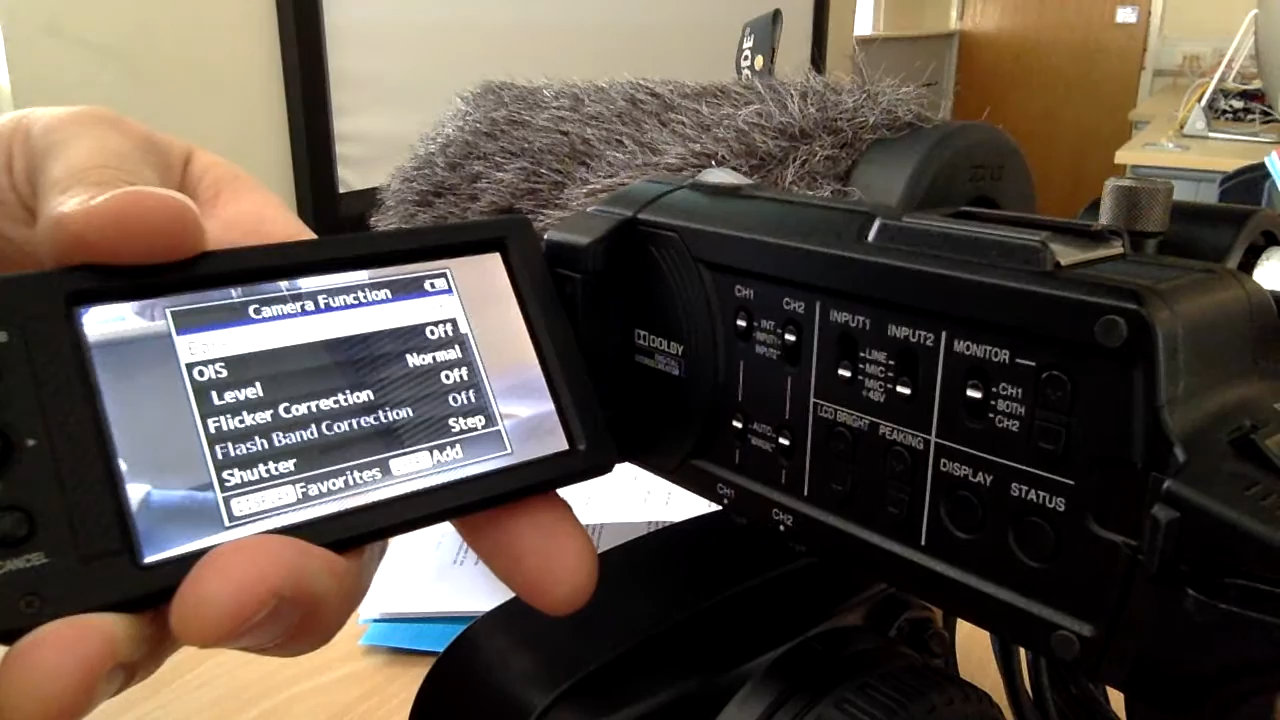 Camera Function
Off
OIS Normal
Level Off
Flicker Correction Off
Flash Band Correction Step
Shutter
Favorites Add
CANCEL
DOLBY
DIGITAL
CH1 CH2
INT
INPUT1
INPUT2
AUTO
MANUAL
CH1
CH2
INPUT1 INPUT2
LINE
MIC
MIC
+48V
LCD BRIGHT PEAKING
MONITOR
CH1
BOTH
CH2
DISPLAY STATUS